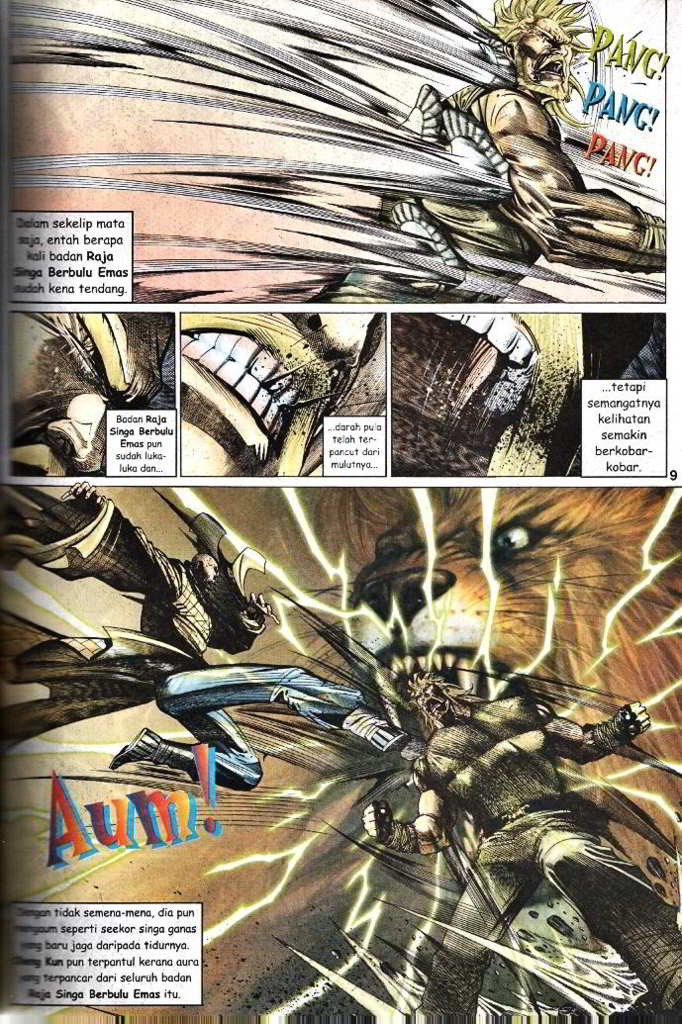 PANG!
PANG!
PANG!
Dalam sekelip mata
saja, entah berapa
kali badan Raja
Singa Berbulu Emas
sudah kena tendang.
Badan Raja
Singa Berbulu
Emas pun
sudah luka-
luka dan...
...darah pula
telah ter-
pancut dari
mulutnya...
...tetapi
semangatnya
kelihatan
semakin
berkobar-
kobar.
9
Aum!
Dengan tidak semena-mena, dia pun
mengaum seperti seekor singa ganas
yang baru jaga daripada tidurnya.
Kun pun terpantul kerana aura
yang terpancar dari seluruh badan
Raja Singa Berbulu Emas itu.